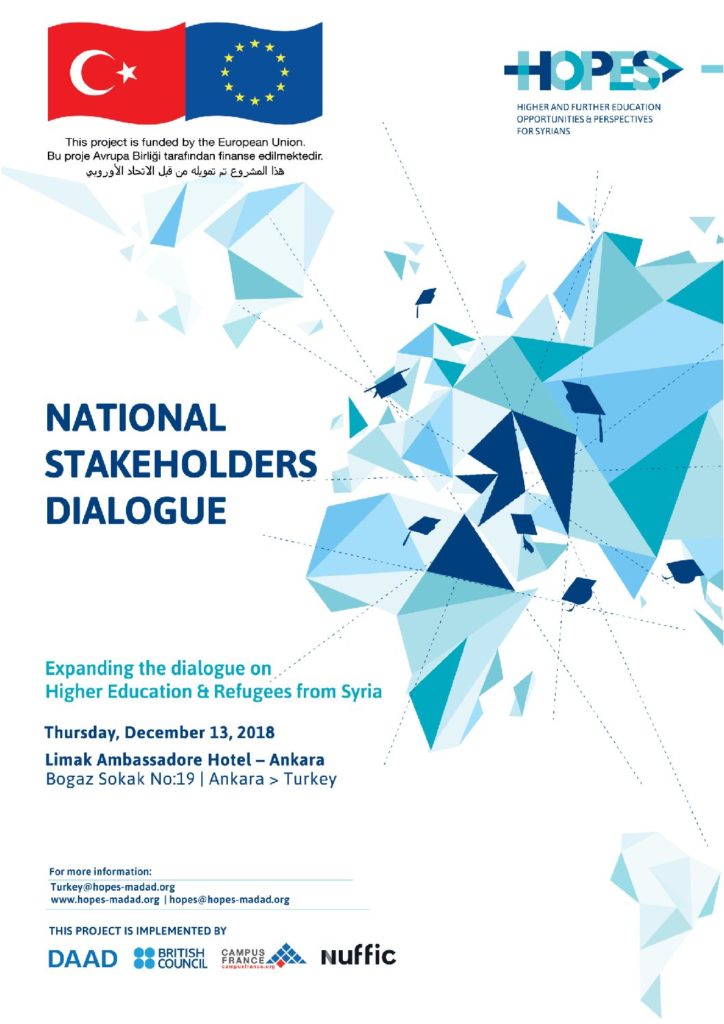 This project is funded by the European Union.
Bu proje Avrupa Birliği tarafından finanse edilmektedir.
هذا المشروع تم تمويله من قبل الاتحاد الأوروبي
HOPES
HIGHER AND FURTHER EDUCATION
OPPORTUNITIES & PERSPECTIVES
FOR SYRIANS
NATIONAL
STAKEHOLDERS
DIALOGUE
Expanding the dialogue on
Higher Education & Refugees from Syria
Thursday, December 13, 2018
Limak Ambassadore Hotel – Ankara
Bogaz Sokak No:19 | Ankara > Turkey
For more information:
Turkey@hopes-madad.org
www.hopes-madad.org | hopes@hopes-madad.org
THIS PROJECT IS IMPLEMENTED BY
DAAD
BRITISH
COUNCIL
CAMPUS
FRANCE
campusfrance.org
nuffic